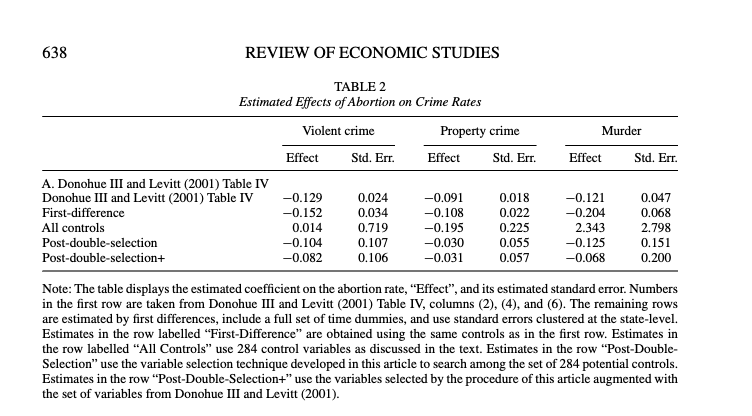 638 REVIEW OF ECONOMIC STUDIES
TABLE 2
Estimated Effects of Abortion on Crime Rates
Violent crime Property crime Murder
Effect Std. Err. Effect Std. Err. Effect Std. Err.
A. Donohue III and Levitt (2001) Table IV
Donohue III and Levitt (2001) Table IV −0.129 0.024 −0.091 0.018 −0.121 0.047
First-difference −0.152 0.034 −0.108 0.022 −0.204 0.068
All controls 0.014 0.719 −0.195 0.225 2.343 2.798
Post-double-selection −0.104 0.107 −0.030 0.055 −0.125 0.151
Post-double-selection+ −0.082 0.106 −0.031 0.057 −0.068 0.200
Note: The table displays the estimated coefficient on the abortion rate, “Effect”, and its estimated standard error. Numbers
in the first row are taken from Donohue III and Levitt (2001) Table IV, columns (2), (4), and (6). The remaining rows
are estimated by first differences, include a full set of time dummies, and use standard errors clustered at the state-level.
Estimates in the row labelled “First-Difference” are obtained using the same controls as in the first row. Estimates in
the row labelled “All Controls” use 284 control variables as discussed in the text. Estimates in the row “Post-Double-
Selection” use the variable selection technique developed in this article to search among the set of 284 potential controls.
Estimates in the row “Post-Double-Selection+” use the variables selected by the procedure of this article augmented with
the set of variables from Donohue III and Levitt (2001).